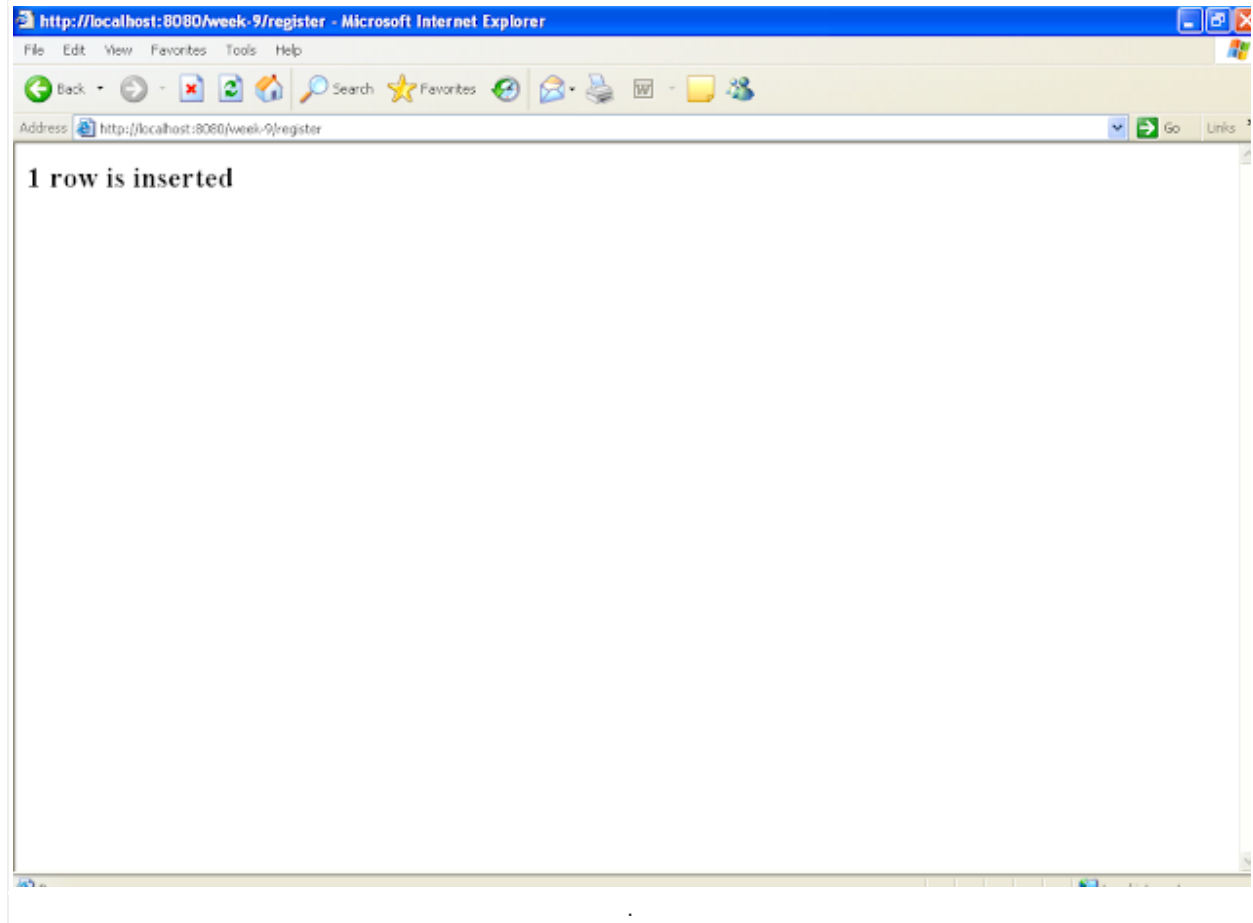 http://localhost:8080/week-9/register - Microsoft Internet Explorer
File Edit View Favorites Tools Help
Back Search Favorites
Address http://localhost:8080/week-9/register Go Links
1 row is inserted
.